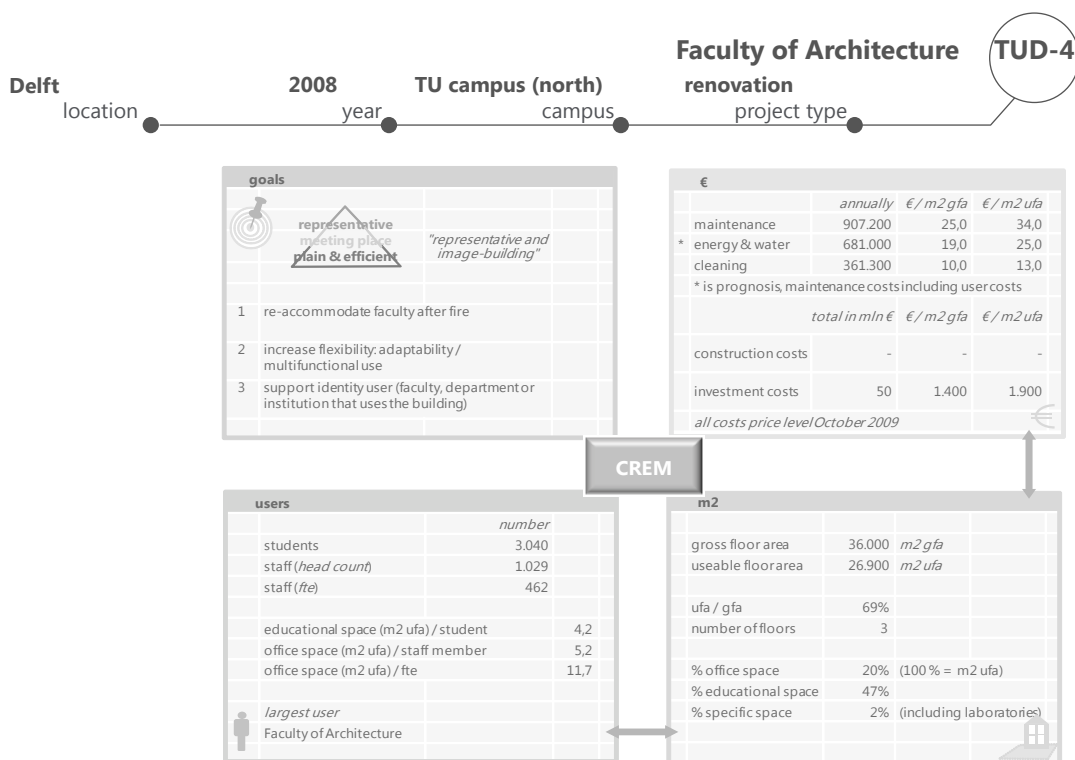 Faculty of Architecture
TUD-4
Delft 2008 TU campus (north) renovation
location year campus project type
goals
representative
meeting place
plain & efficient
"representative and
image-building"
1 re-accommodate faculty after fire
2 increase flexibility: adaptability /
multifunctional use
3 support identity user (faculty, department or
institution that uses the building)
€
annually € / m2 gfa € / m2 ufa
maintenance 907.200 25,0 34,0
* energy & water 681.000 19,0 25,0
cleaning 361.300 10,0 13,0
* is prognosis, maintenance costs including user costs
total in mln € € / m2 gfa € / m2 ufa
construction costs - - -
investment costs 50 1.400 1.900
all costs price level October 2009
€
CREM
users
number
students 3.040
staff (head count) 1.029
staff (fte) 462
educational space (m2 ufa) / student 4,2
office space (m2 ufa) / staff member 5,2
office space (m2 ufa) / fte 11,7
largest user
Faculty of Architecture
m2
gross floor area 36.000 m2 gfa
useable floor area 26.900 m2 ufa
ufa / gfa 69%
number of floors 3
% office space 20% (100 % = m2 ufa)
% educational space 47%
% specific space 2% (including laboratories)